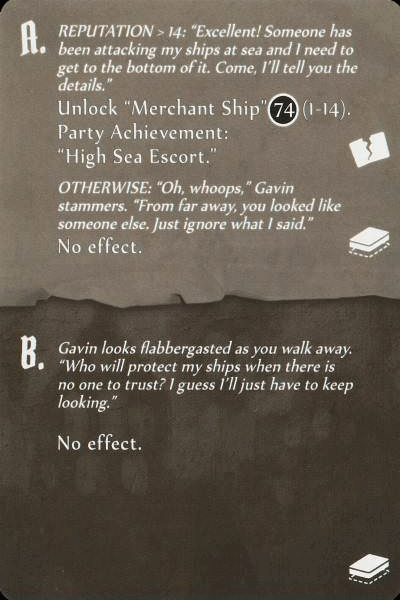 A.
REPUTATION > 14: “Excellent! Someone has
been attacking my ships at sea and I need to
get to the bottom of it. Come, I’ll tell you the
details.”
Unlock “Merchant Ship” 74 (1-14).
Party Achievement:
“High Sea Escort.”
OTHERWISE: “Oh, whoops,” Gavin
stammers. “From far away, you looked like
someone else. Just ignore what I said.”
No effect.
B.
Gavin looks flabbergasted as you walk away.
“Who will protect my ships when there is
no one to trust? I guess I’ll just have to keep
looking.”
No effect.